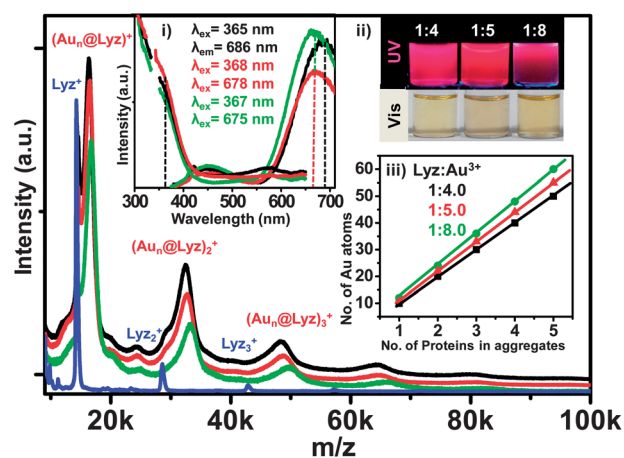 i)
λex = 365 nm
λem = 686 nm
λex = 368 nm
λex = 678 nm
λex = 367 nm
λex = 675 nm
Intensity (a.u.)
300 400 500 600 700
Wavelength (nm)
ii)
1:4 1:5 1:8
UV
Vis
iii) Lyz:Au3+
1:4.0
1:5.0
1:8.0
No. of Au atoms
60
50
40
30
20
10
1 2 3 4 5
No. of Proteins in aggregates
(Aun@Lyz)+
Lyz+
(Aun@Lyz)2+
Lyz2+
(Aun@Lyz)3+
Lyz3+
Intensity (a.u.)
20k 40k 60k 80k 100k
m/z